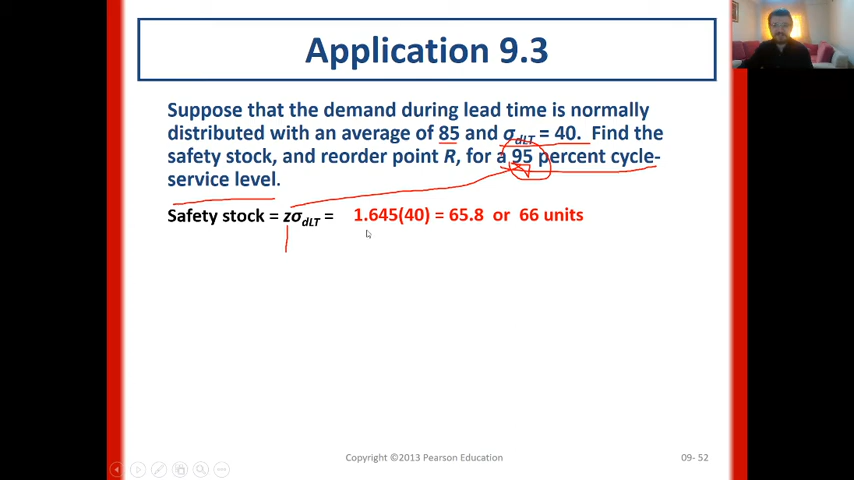 Application 9.3
Suppose that the demand during lead time is normally
distributed with an average of 85 and σdLT = 40. Find the
safety stock, and reorder point R, for a 95 percent cycle-
service level.
Safety stock = zσdLT = 1.645(40) = 65.8 or 66 units
Copyright ©2013 Pearson Education 09- 52